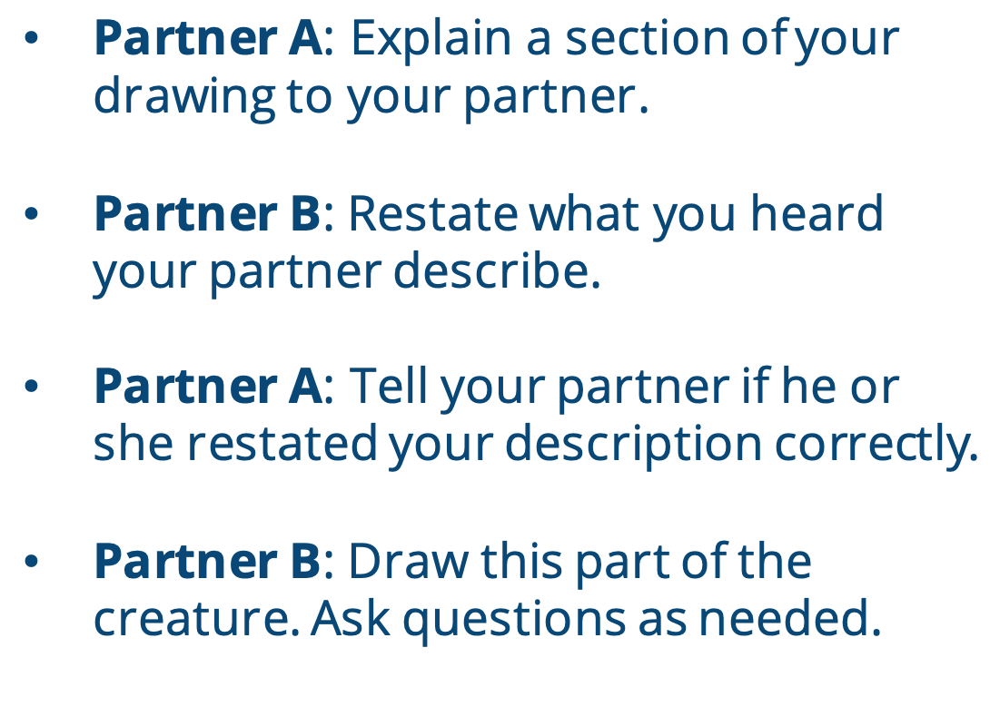 • Partner A: Explain a section of your
drawing to your partner.
• Partner B: Restate what you heard
your partner describe.
• Partner A: Tell your partner if he or
she restated your description correctly.
• Partner B: Draw this part of the
creature. Ask questions as needed.